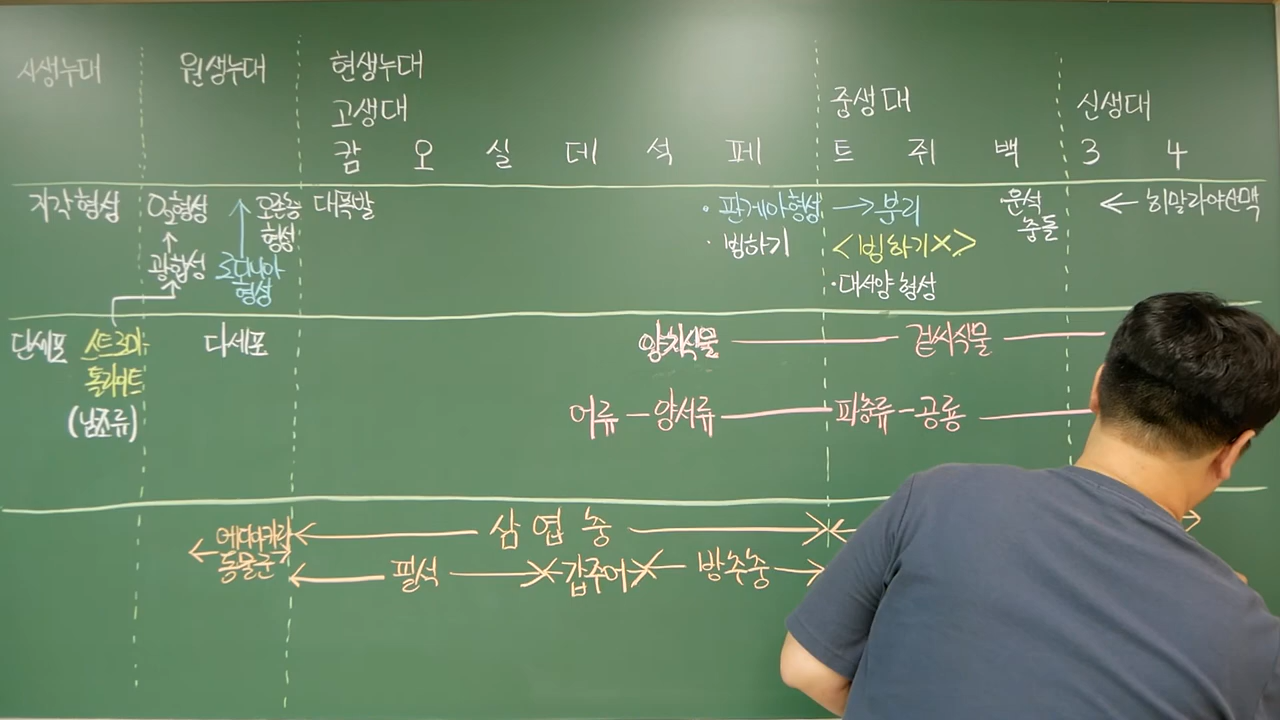 시생누대 원생누대 현생누대
고생대 중생대 신생대
캄 오 실 데 석 페 트 쥐 백 3 4
지각 형성 O₂형성 오존층 형성 대폭발 · 판게아 형성 → 분리 운석 충돌 ← 히말라야산맥
광합성 로디니아 형성 · 빙하기 <빙하기×>
· 대서양 형성
단세포 스트로마톨라이트 다세포 양치식물 겉씨식물
(남조류) 어류 - 양서류 파충류 - 공룡
에디아카라 동물군 삼엽충
필석 갑주어 방추충